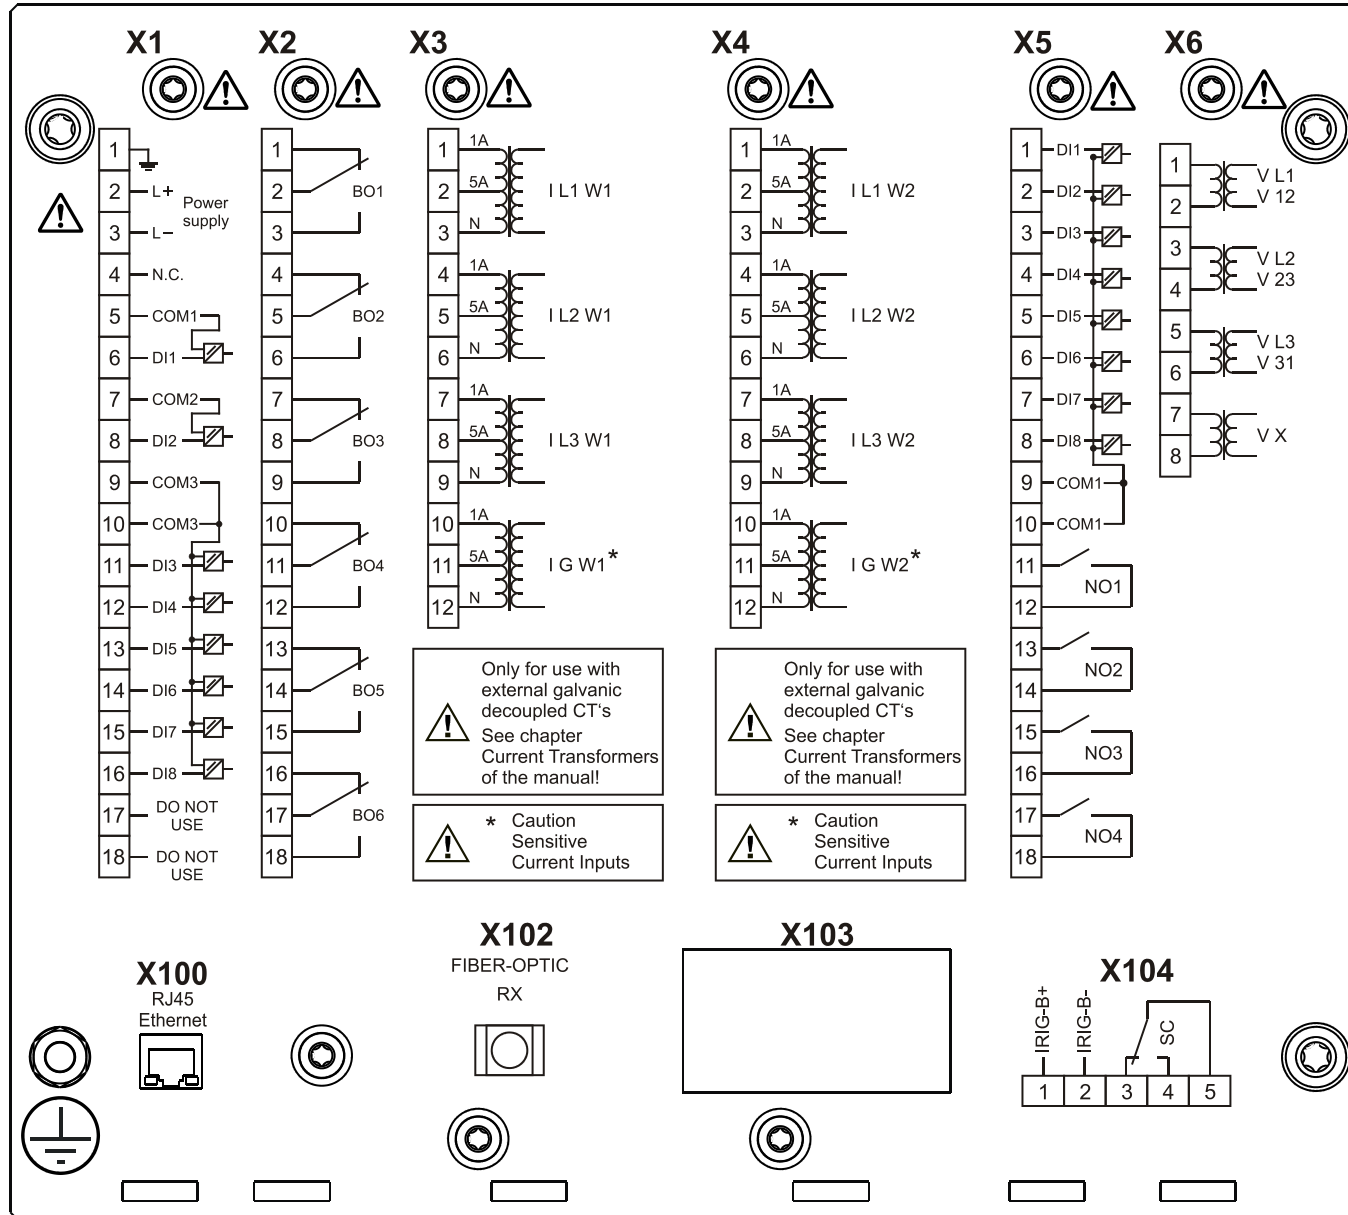 X1
X2
X3
X4
X5
X6
1
2 L+
Power
supply
3 L−
4 N.C.
5 COM1
6 DI1
7 COM2
8 DI2
9 COM3
10 COM3
11 DI3
12 DI4
13 DI5
14 DI6
15 DI7
16 DI8
17 DO NOT
USE
18 DO NOT
USE
1
2 BO1
3
4
5 BO2
6
7
8 BO3
9
10
11 BO4
12
13
14 BO5
15
16
17 BO6
18
1 1A
2 5A I L1 W1
3 N
4 1A
5 5A I L2 W1
6 N
7 1A
8 5A I L3 W1
9 N
10 1A
11 5A I G W1*
12 N
Only for use with
external galvanic
decoupled CT‘s
See chapter
Current Transformers
of the manual!
* Caution
Sensitive
Current Inputs
1 1A
2 5A I L1 W2
3 N
4 1A
5 5A I L2 W2
6 N
7 1A
8 5A I L3 W2
9 N
10 1A
11 5A I G W2*
12 N
Only for use with
external galvanic
decoupled CT‘s
See chapter
Current Transformers
of the manual!
* Caution
Sensitive
Current Inputs
1 DI1
2 DI2
3 DI3
4 DI4
5 DI5
6 DI6
7 DI7
8 DI8
9 COM1
10 COM1
11
NO1
12
13
NO2
14
15
NO3
16
17
NO4
18
1
V L1
V 12
2
3
V L2
V 23
4
5
V L3
V 31
6
7
V X
8
X100
RJ45
Ethernet
X102
FIBER-OPTIC
RX
X103
X104
IRIG-B+
IRIG-B-
SC
1 2 3 4 5